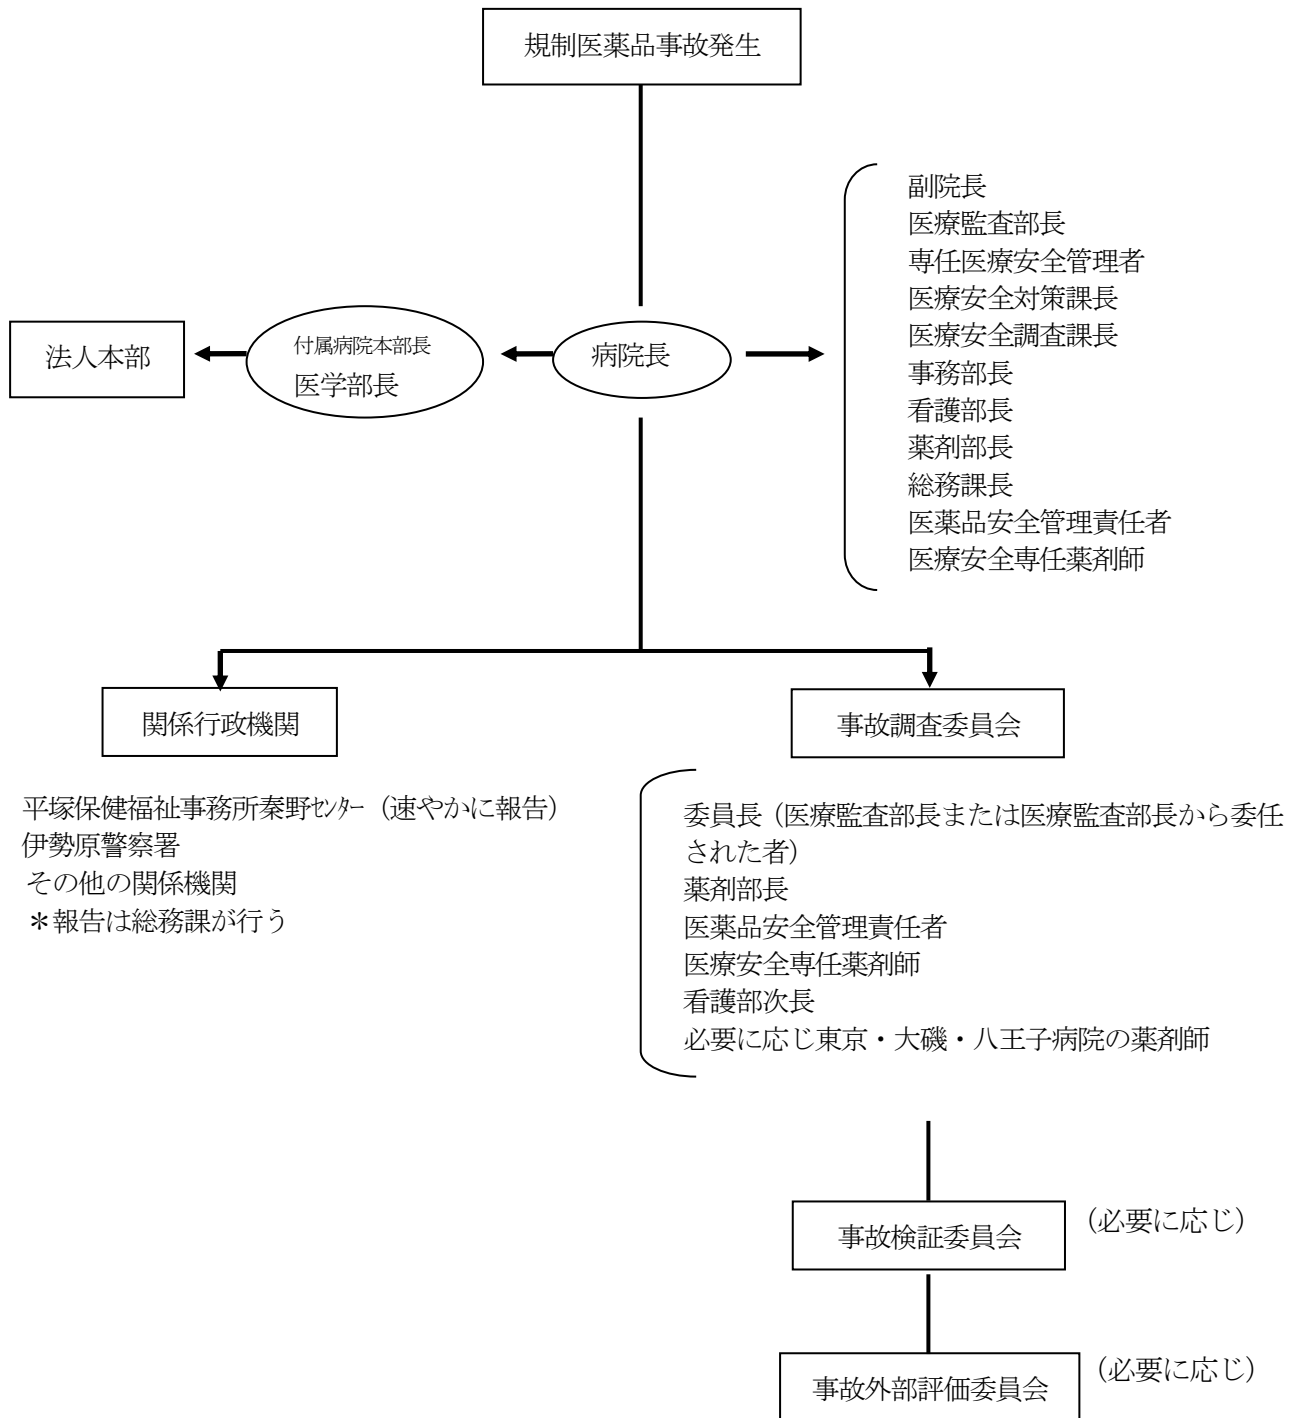 規制医薬品事故発生
副院長
医療監査部長
専任医療安全管理者
医療安全対策課長
医療安全調査課長
事務部長
看護部長
薬剤部長
総務課長
医薬品安全管理責任者
医療安全専任薬剤師
法人本部
付属病院本部長
医学部長
病院長
関係行政機関
平塚保健福祉事務所秦野ｾﾝﾀｰ（速やかに報告）
伊勢原警察署
その他の関係機関
＊報告は総務課が行う
事故調査委員会
委員長（医療監査部長または医療監査部長から委任
された者）
薬剤部長
医薬品安全管理責任者
医療安全専任薬剤師
看護部次長
必要に応じ東京・大磯・八王子病院の薬剤師
事故検証委員会
（必要に応じ）
事故外部評価委員会
（必要に応じ）